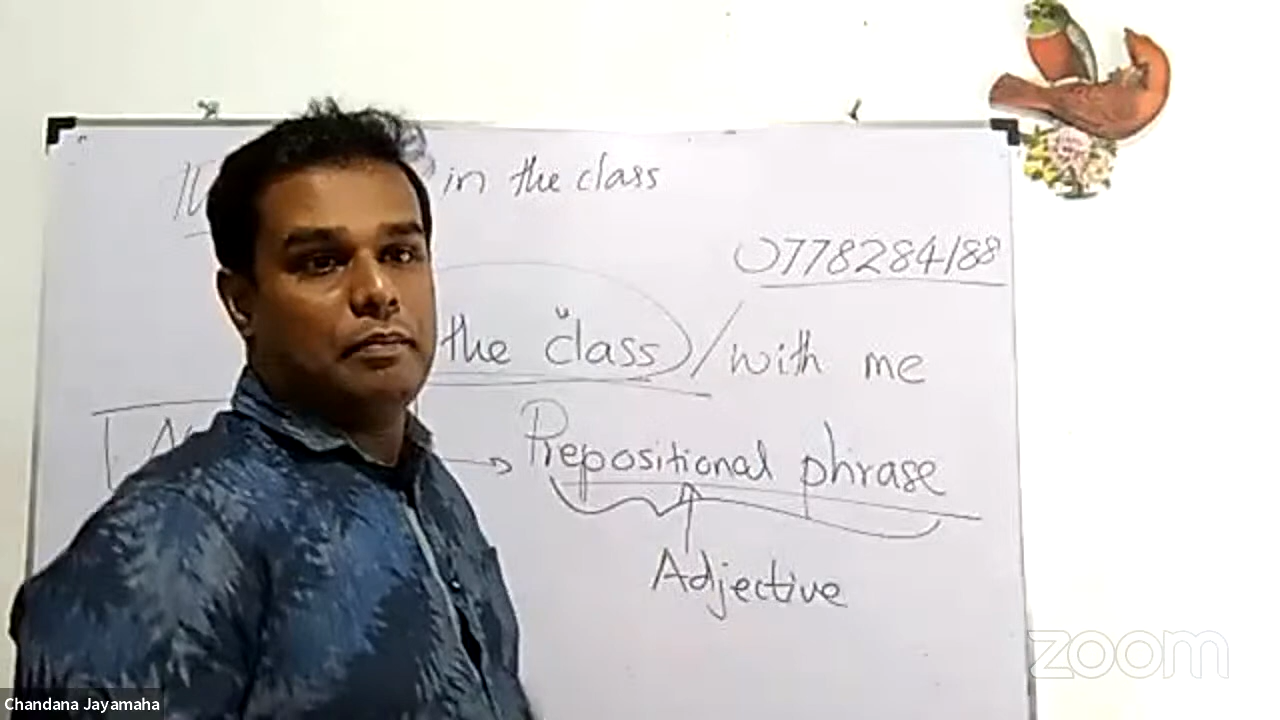 in the class
0778284188
the class / with me
Prepositional phrase
Adjective
zoom
Chandana Jayamaha